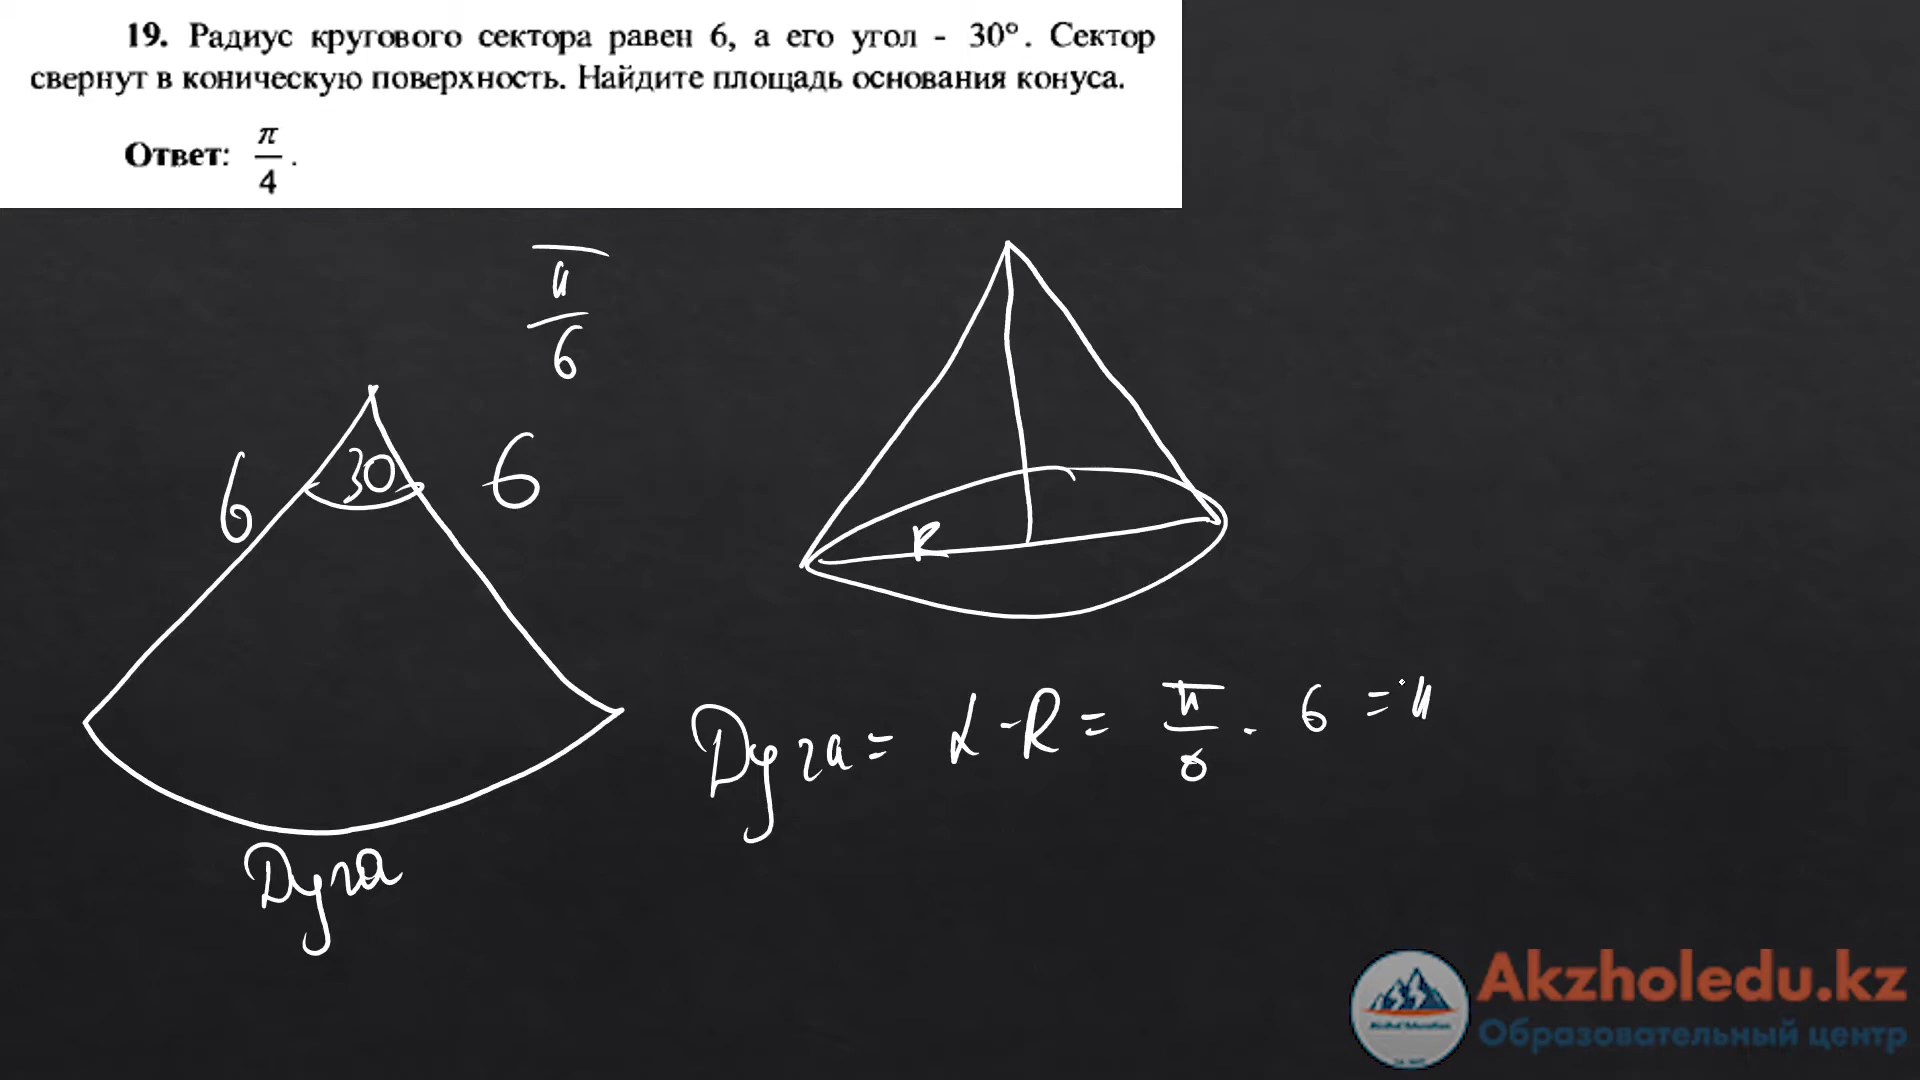 19. Радиус кругового сектора равен 6, а его угол - 30°. Сектор
свернут в коническую поверхность. Найдите площадь основания конуса.
Ответ: π/4.
π/6
6 30 6
R
Дуга = α · R = π/6 · 6 = π
Дуга
Akzholedu.kz
Образовательный центр